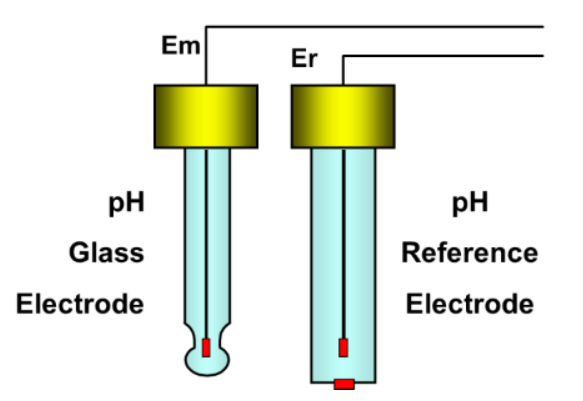 Em
Er
pH
Glass
Electrode
pH
Reference
Electrode